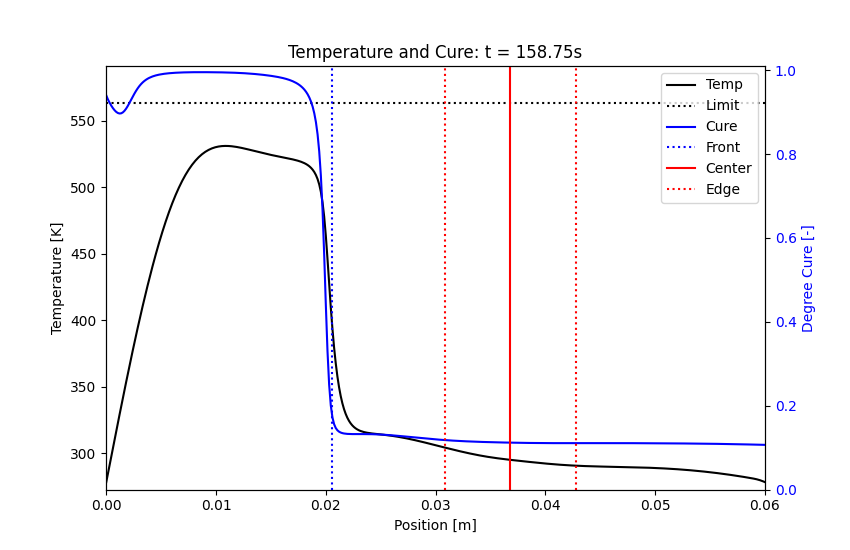 Temperature and Cure: t = 158.75s
Temperature [K]
550
500
450
400
350
300
Temp
Limit
Cure
Front
Center
Edge
1.0
0.8
0.6
0.4
0.2
0.0
Degree Cure [-]
0.00 0.01 0.02 0.03 0.04 0.05 0.06
Position [m]